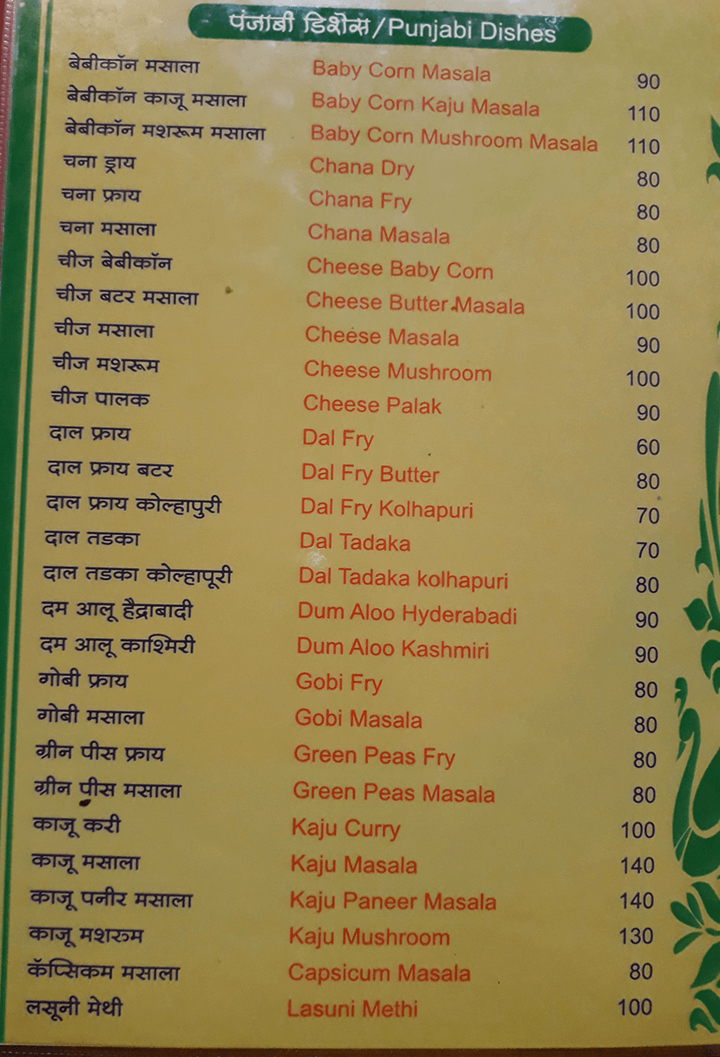 पंजाबी डिशेस/Punjabi Dishes
बेबीकॉन मसाला Baby Corn Masala 90
बेबीकॉन काजू मसाला Baby Corn Kaju Masala 110
बेबीकॉन मशरूम मसाला Baby Corn Mushroom Masala 110
चना ड्राय Chana Dry 80
चना फ्राय Chana Fry 80
चना मसाला Chana Masala 80
चीज बेबीकॉन Cheese Baby Corn 100
चीज बटर मसाला Cheese Butter Masala 100
चीज मसाला Cheese Masala 90
चीज मशरूम Cheese Mushroom 100
चीज पालक Cheese Palak 90
दाल फ्राय Dal Fry 60
दाल फ्राय बटर Dal Fry Butter 80
दाल फ्राय कोल्हापुरी Dal Fry Kolhapuri 70
दाल तडका Dal Tadaka 70
दाल तडका कोल्हापूरी Dal Tadaka kolhapuri 80
दम आलू हैद्राबादी Dum Aloo Hyderabadi 90
दम आलू काश्मिरी Dum Aloo Kashmiri 90
गोबी फ्राय Gobi Fry 80
गोबी मसाला Gobi Masala 80
ग्रीन पीस फ्राय Green Peas Fry 80
ग्रीन पीस मसाला Green Peas Masala 80
काजू करी Kaju Curry 100
काजू मसाला Kaju Masala 140
काजू पनीर मसाला Kaju Paneer Masala 140
काजू मशरुम Kaju Mushroom 130
कॅप्सिकम मसाला Capsicum Masala 80
लसूनी मेथी Lasuni Methi 100